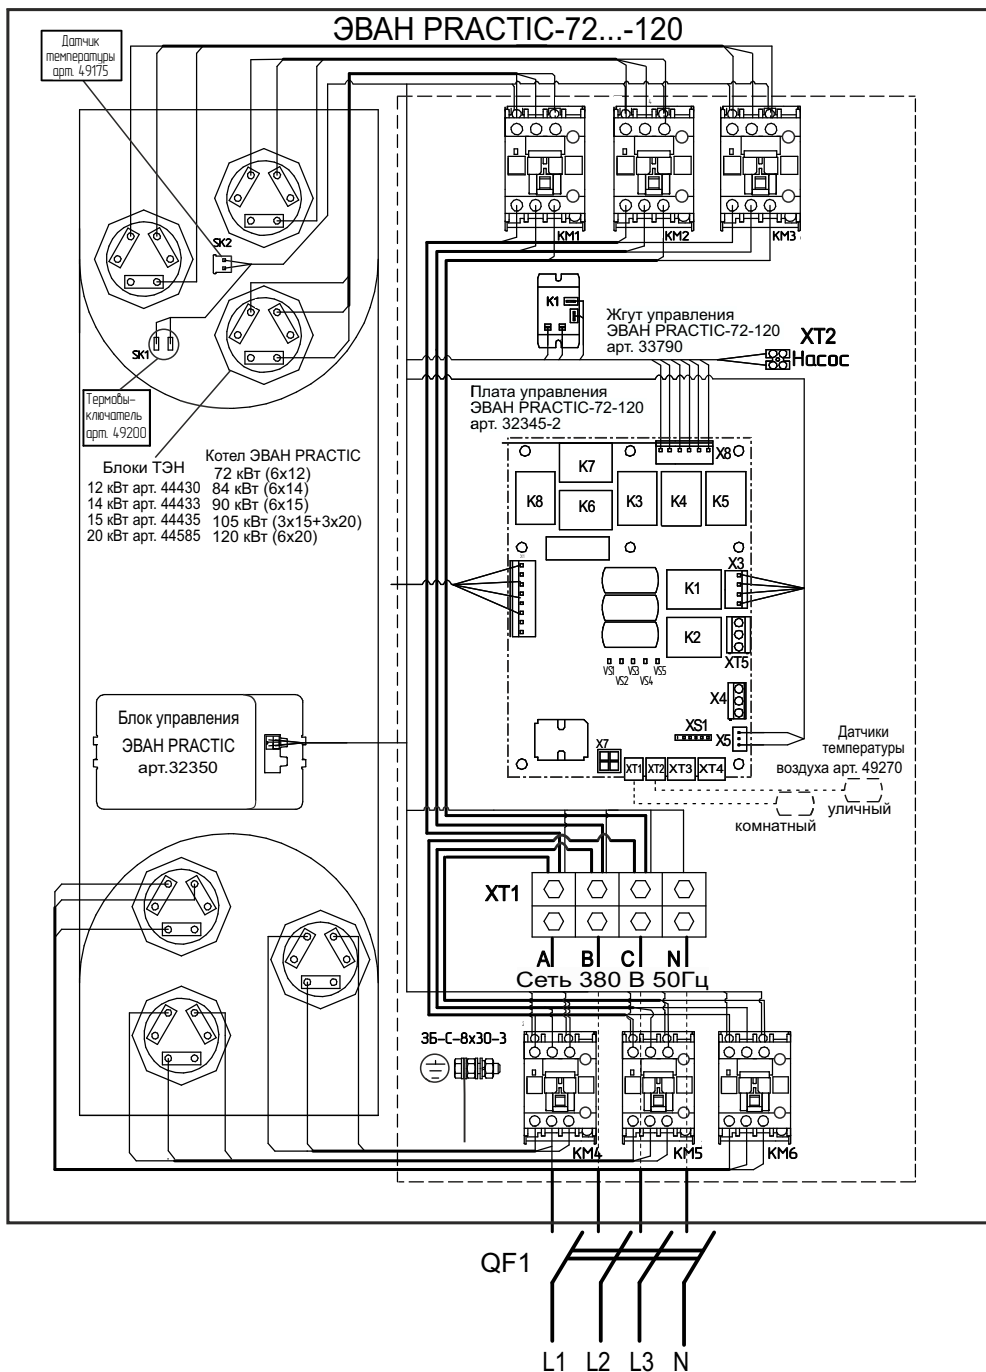 ЭВАН PRACTIC-72...-120
Датчик
температуры
арт. 49175
SK2
SK1
Термовы-
ключатель
арт. 49200
KM1
KM2
KM3
K1
Жгут управления
ЭВАН PRACTIC-72-120
арт. 33790
XT2
Насос
Плата управления
ЭВАН PRACTIC-72-120
арт. 32345-2
Блоки ТЭН
12 кВт арт. 44430
14 кВт арт. 44433
15 кВт арт. 44435
20 кВт арт. 44585
Котел ЭВАН PRACTIC
72 кВт (6х12)
84 кВт (6х14)
90 кВт (6х15)
105 кВт (3х15+3х20)
120 кВт (6х20)
X8
K7
K8
K6
K3
K4
K5
X3
K1
K2
XT5
VS1
VS2
VS3
VS4
VS5
X4
XS1
X5
X7
XT1
XT2
XT3
XT4
Датчики
температуры
воздуха арт. 49270
уличный
комнатный
Блок управления
ЭВАН PRACTIC
арт.32350
XT1
A
B
C
N
Сеть 380 В 50Гц
ЗБ-С-8х30-3
KM4
KM5
KM6
QF1
L1
L2
L3
N